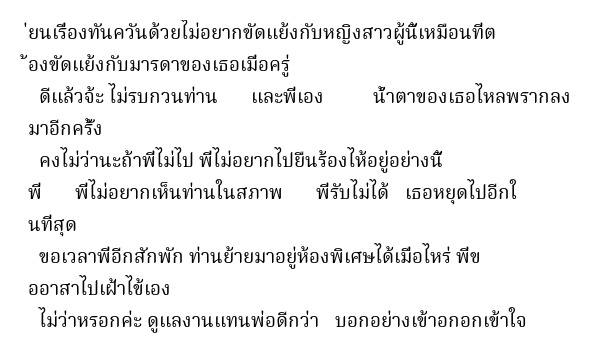 ่ยนเรื่องทันควันด้วยไม่อยากขัดแย้งกับหญิงสาวผู้นี้เหมือนที่ต
้องขัดแย้งกับมารดาของเธอเมื่อครู่
ดีแล้วจ้ะ ไม่รบกวนท่าน และพี่เอง น้ำตาของเธอไหลพรากลง
มาอีกครั้ง
คงไม่ว่านะถ้าพี่ไม่ไป พี่ไม่อยากไปยืนร้องไห้อยู่อย่างนี้
พี่ พี่ไม่อยากเห็นท่านในสภาพ พี่รับไม่ได้ เธอหยุดไปอีกใ
นที่สุด
ขอเวลาพี่อีกสักพัก ท่านย้ายมาอยู่ห้องพิเศษได้เมื่อไหร่ พี่ข
ออาสาไปเฝ้าไข้เอง
ไม่ว่าหรอกค่ะ ดูแลงานแทนพ่อดีกว่า บอกอย่างเข้าอกอกเข้าใจ